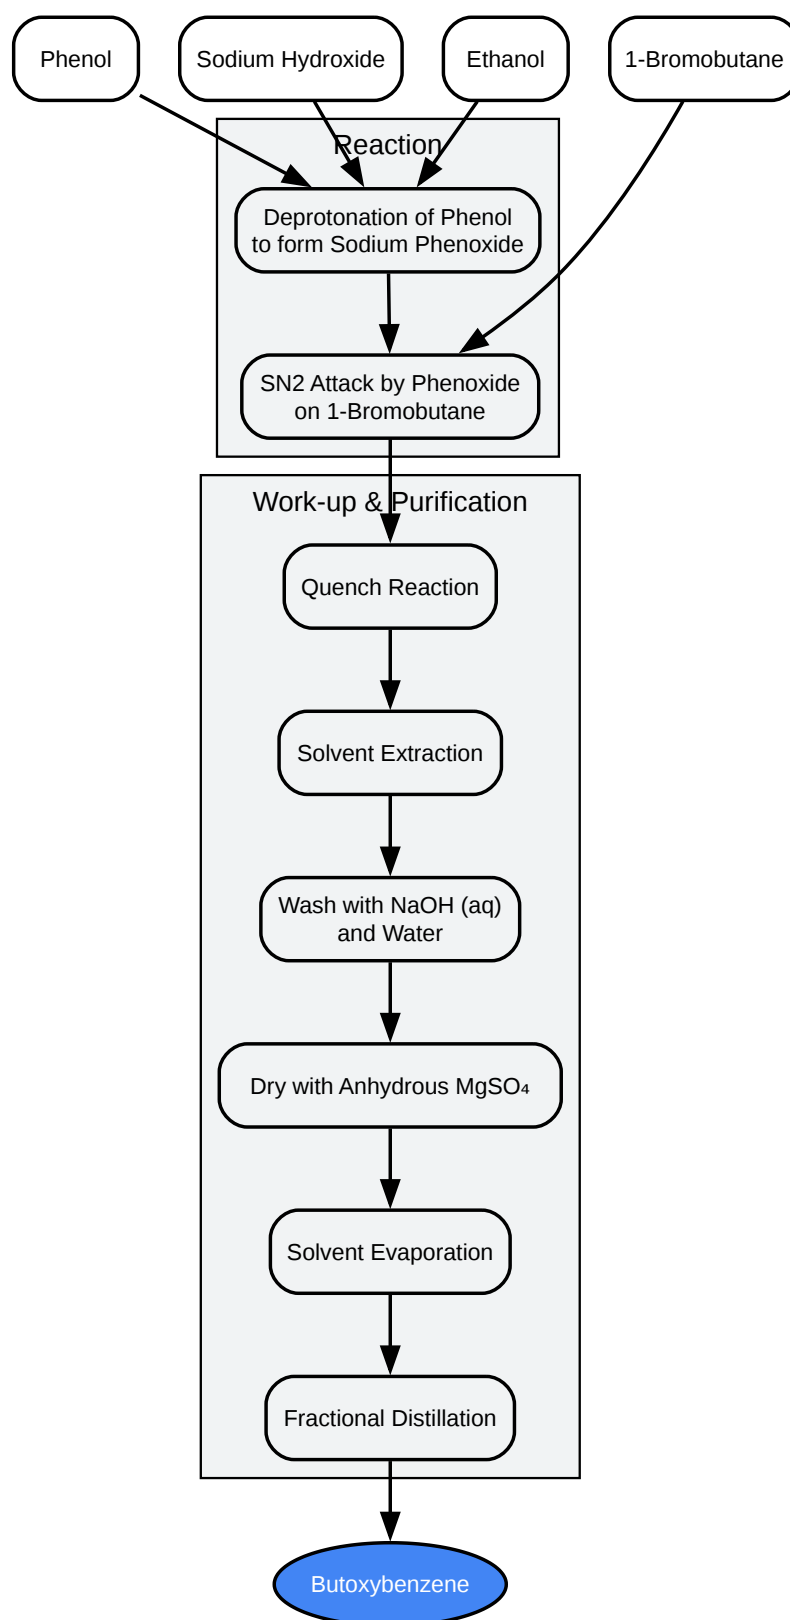 Phenol
Sodium Hydroxide
Ethanol
1-Bromobutane
Reaction
Deprotonation of Phenol
to form Sodium Phenoxide
SN2 Attack by Phenoxide
on 1-Bromobutane
Work-up & Purification
Quench Reaction
Solvent Extraction
Wash with NaOH (aq)
and Water
Dry with Anhydrous MgSO₄
Solvent Evaporation
Fractional Distillation
Butoxybenzene